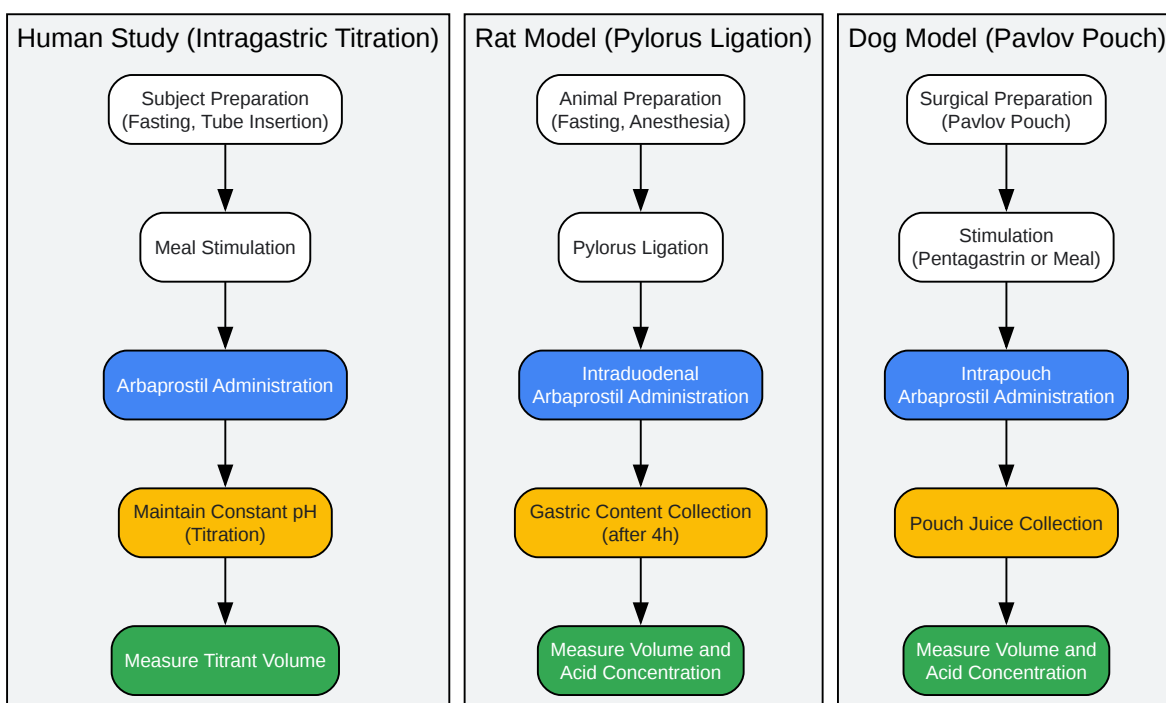 Human Study (Intragastric Titration)
Subject Preparation
(Fasting, Tube Insertion)
Meal Stimulation
Arbaprostil Administration
Maintain Constant pH
(Titration)
Measure Titrant Volume
Rat Model (Pylorus Ligation)
Animal Preparation
(Fasting, Anesthesia)
Pylorus Ligation
Intraduodenal
Arbaprostil Administration
Gastric Content Collection
(after 4h)
Measure Volume and
Acid Concentration
Dog Model (Pavlov Pouch)
Surgical Preparation
(Pavlov Pouch)
Stimulation
(Pentagastrin or Meal)
Intrapouch
Arbaprostil Administration
Pouch Juice Collection
Measure Volume and
Acid Concentration